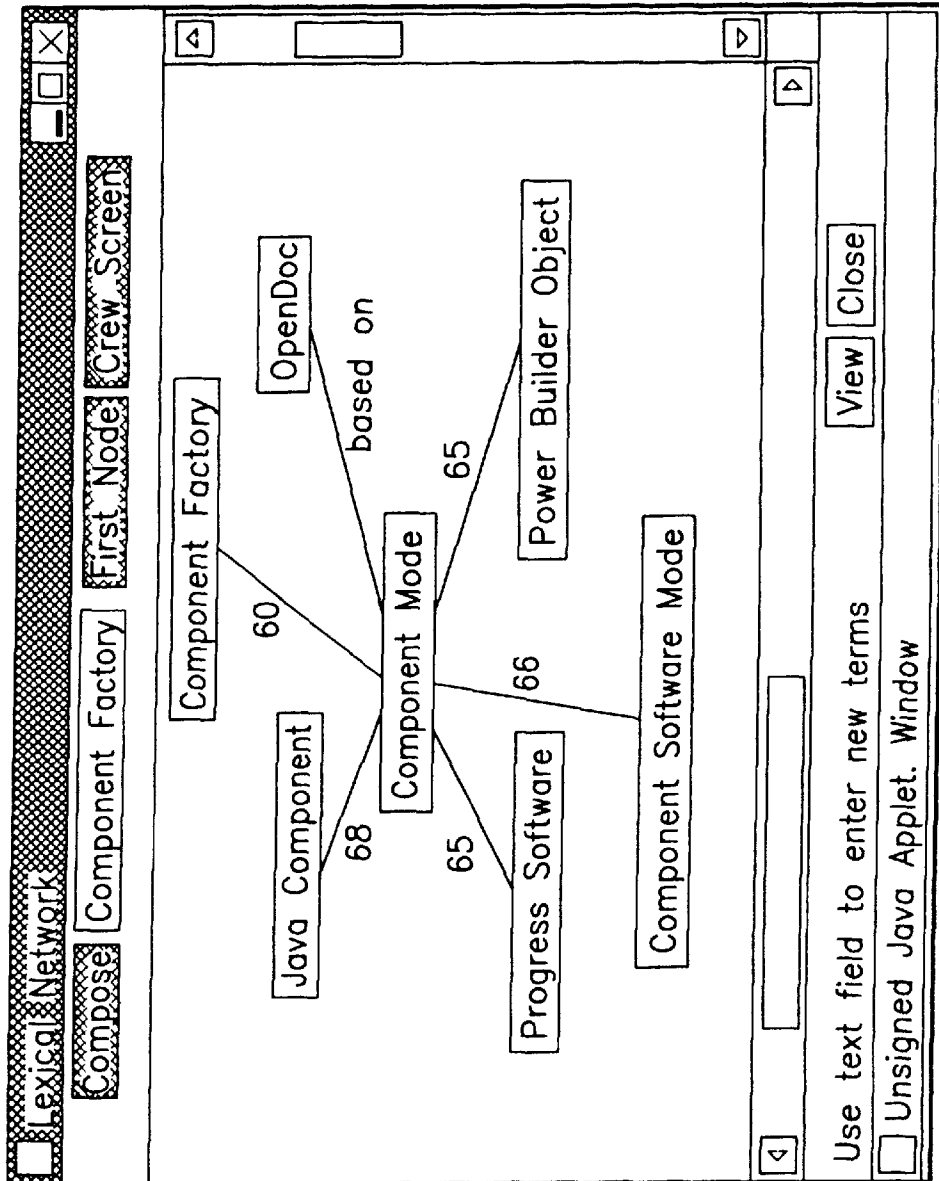 Lexical Network
Compose Component Factory First Node Crew Screen
Component Factory
OpenDoc
Java Component
60
based on
68
Component Mode
65
65
Power Builder Object
Progress Software
66
Component Software Mode
Use text field to enter new terms View Close
Unsigned Java Applet. Window